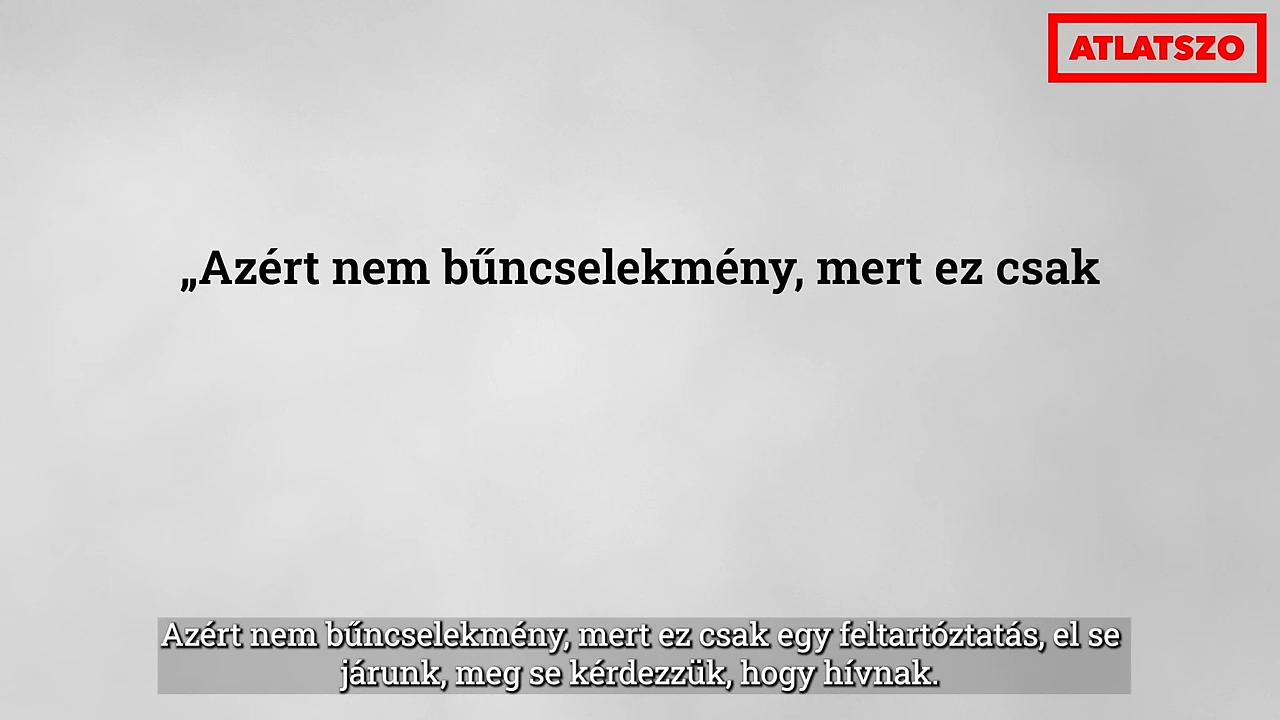 ATLATSZO
„Azért nem bűncselekmény, mert ez csak
Azért nem bűncselekmény, mert ez csak egy feltartóztatás, el se
járunk, meg se kérdezzük, hogy hívnak.